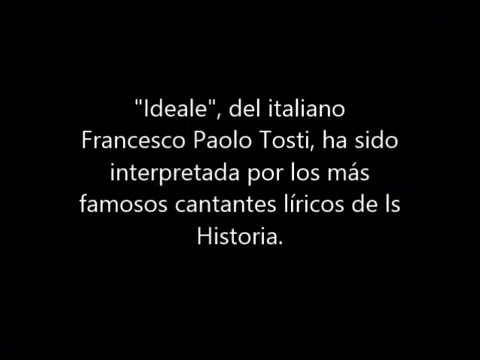 "Ideale", del italiano
Francesco Paolo Tosti, ha sido
interpretada por los más
famosos cantantes líricos de ls
Historia.